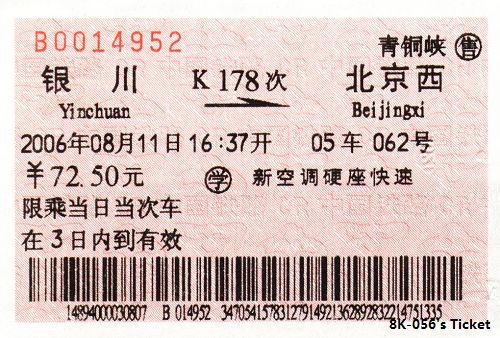 B0014952
青铜峡 售
银川 K 178次 北京西
Yinchuan Beijingxi
2006年08月11日16:37开 05车 062号
￥72.50元 学 新空调硬座快速
限乘当日当次车
在3日内到有效
14894000030807 B 014952 3470541578312791492136289283221475 1335
8K-056's Ticket